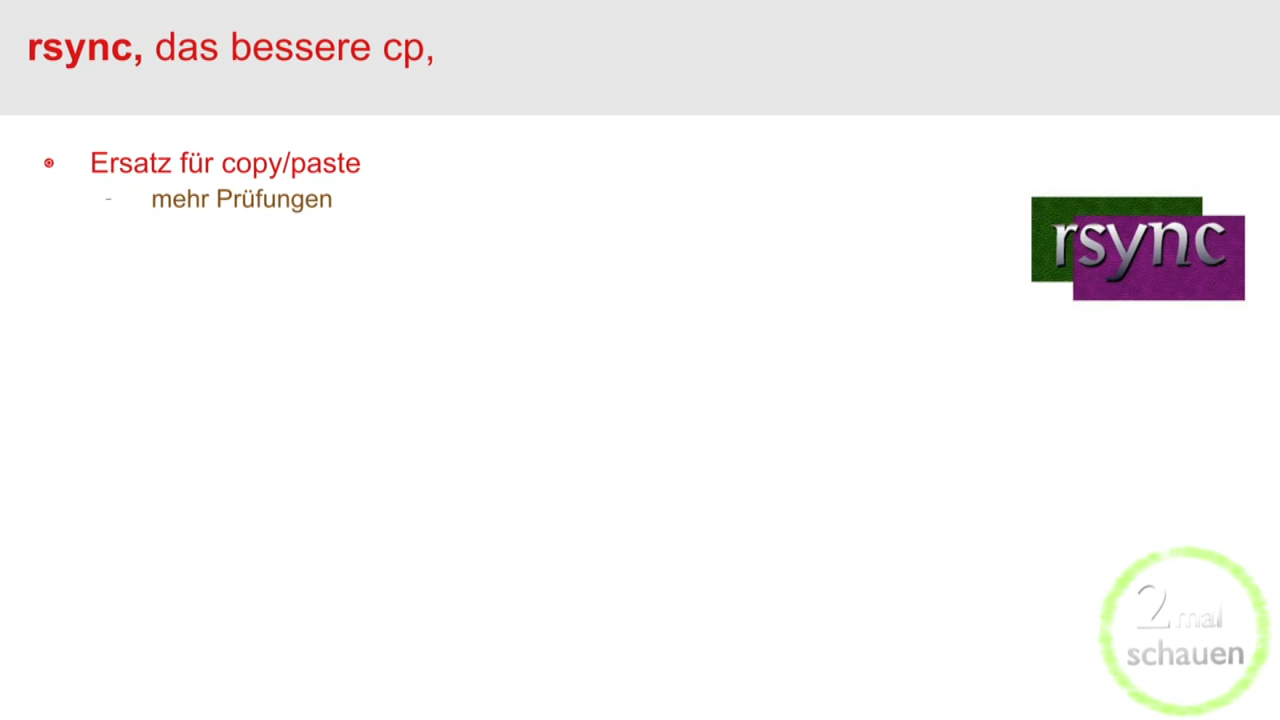 rsync, das bessere cp,
Ersatz für copy/paste
- mehr Prüfungen
rsync
2 mal
schauen